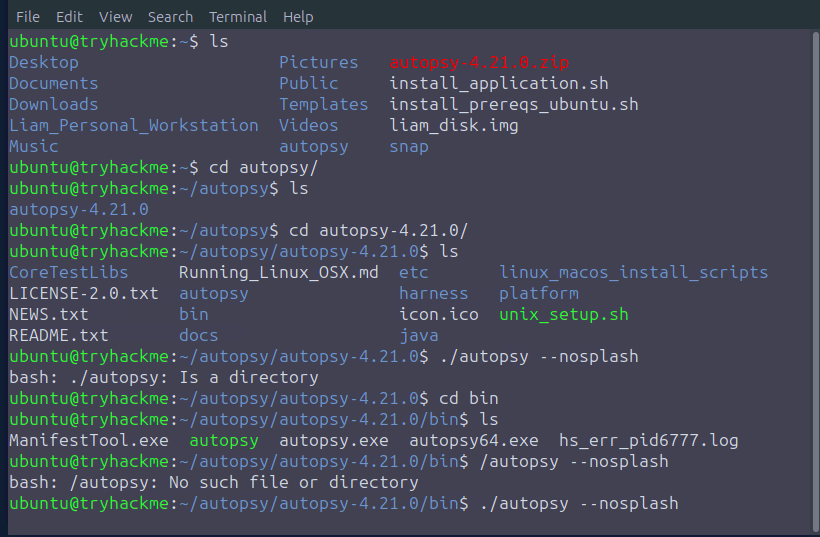 File Edit View Search Terminal Help
ubuntu@tryhackme:~$ ls
Desktop Pictures autopsy-4.21.0.zip
Documents Public install_application.sh
Downloads Templates install_prereqs_ubuntu.sh
Liam_Personal_Workstation Videos liam_disk.img
Music autopsy snap
ubuntu@tryhackme:~$ cd autopsy/
ubuntu@tryhackme:~/autopsy$ ls
autopsy-4.21.0
ubuntu@tryhackme:~/autopsy$ cd autopsy-4.21.0/
ubuntu@tryhackme:~/autopsy/autopsy-4.21.0$ ls
CoreTestLibs Running_Linux_OSX.md etc linux_macos_install_scripts
LICENSE-2.0.txt autopsy harness platform
NEWS.txt bin icon.ico unix_setup.sh
README.txt docs java
ubuntu@tryhackme:~/autopsy/autopsy-4.21.0$ ./autopsy --nosplash
bash: ./autopsy: Is a directory
ubuntu@tryhackme:~/autopsy/autopsy-4.21.0$ cd bin
ubuntu@tryhackme:~/autopsy/autopsy-4.21.0/bin$ ls
ManifestTool.exe autopsy autopsy.exe autopsy64.exe hs_err_pid6777.log
ubuntu@tryhackme:~/autopsy/autopsy-4.21.0/bin$ /autopsy --nosplash
bash: /autopsy: No such file or directory
ubuntu@tryhackme:~/autopsy/autopsy-4.21.0/bin$ ./autopsy --nosplash